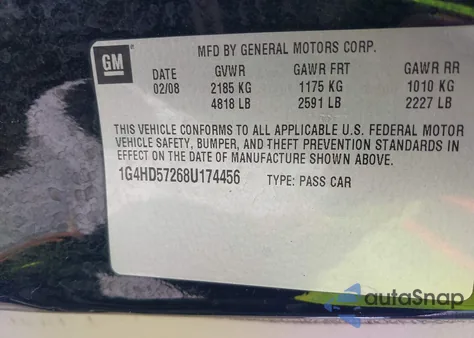 GM
MFD BY GENERAL MOTORS CORP.
DATE GVWR GAWR FRT GAWR RR
02/08 2185 KG 1175 KG 1010 KG
4818 LB 2591 LB 2227 LB
THIS VEHICLE CONFORMS TO ALL APPLICABLE U.S. FEDERAL MOTOR
VEHICLE SAFETY, BUMPER, AND THEFT PREVENTION STANDARDS
IN EFFECT ON THE DATE OF MANUFACTURE SHOWN ABOVE.
1G4HD57268U174456 TYPE: PASS CAR
autoSnap